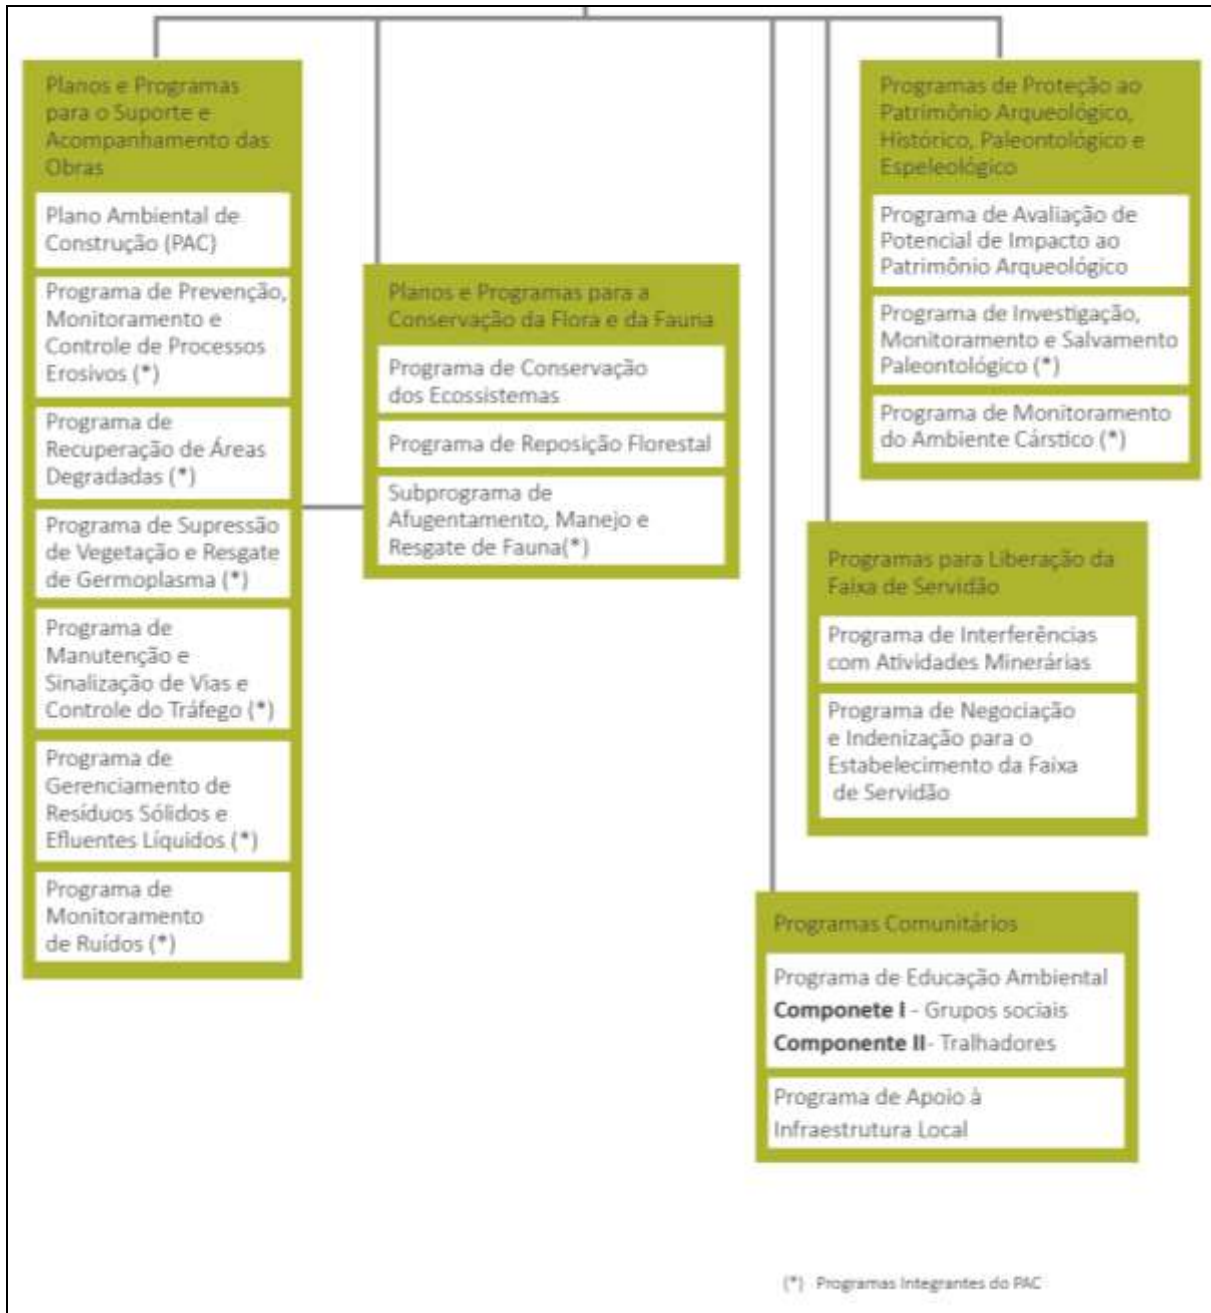 Planos e Programas
para o Suporte e
Acompanhamento das
Obras
Plano Ambiental de
Construção (PAC)
Programa de Prevenção,
Monitoramento e
Controle de Processos
Erosivos (*)
Programa de
Recuperação de Áreas
Degradadas (*)
Programa de Supressão
de Vegetação e Resgate
de Germoplasma (*)
Programa de
Manutenção e
Sinalização de Vias e
Controle do Tráfego (*)
Programa de
Gerenciamento de
Resíduos Sólidos e
Efluentes Líquidos (*)
Programa de
Monitoramento
de Ruídos (*)
Planos e Programas para a
Conservação da Flora e da Fauna
Programa de Conservação
dos Ecossistemas
Programa de Reposição Florestal
Subprograma de
Afugentamento, Manejo e
Resgate de Fauna(*)
Programas de Proteção ao
Patrimônio Arqueológico,
Histórico, Paleontológico e
Espeleológico
Programa de Avaliação de
Potencial de Impacto ao
Patrimônio Arqueológico
Programa de Investigação,
Monitoramento e Salvamento
Paleontológico (*)
Programa de Monitoramento
do Ambiente Cárstico (*)
Programas para Liberação da
Faixa de Servidão
Programa de Interferências
com Atividades Minerárias
Programa de Negociação
e Indenização para o
Estabelecimento da Faixa
de Servidão
Programas Comunitários
Programa de Educação Ambiental
Componete I - Grupos sociais
Componente II- Tralhadores
Programa de Apoio à
Infraestrutura Local
(*) Programas Integrantes do PAC